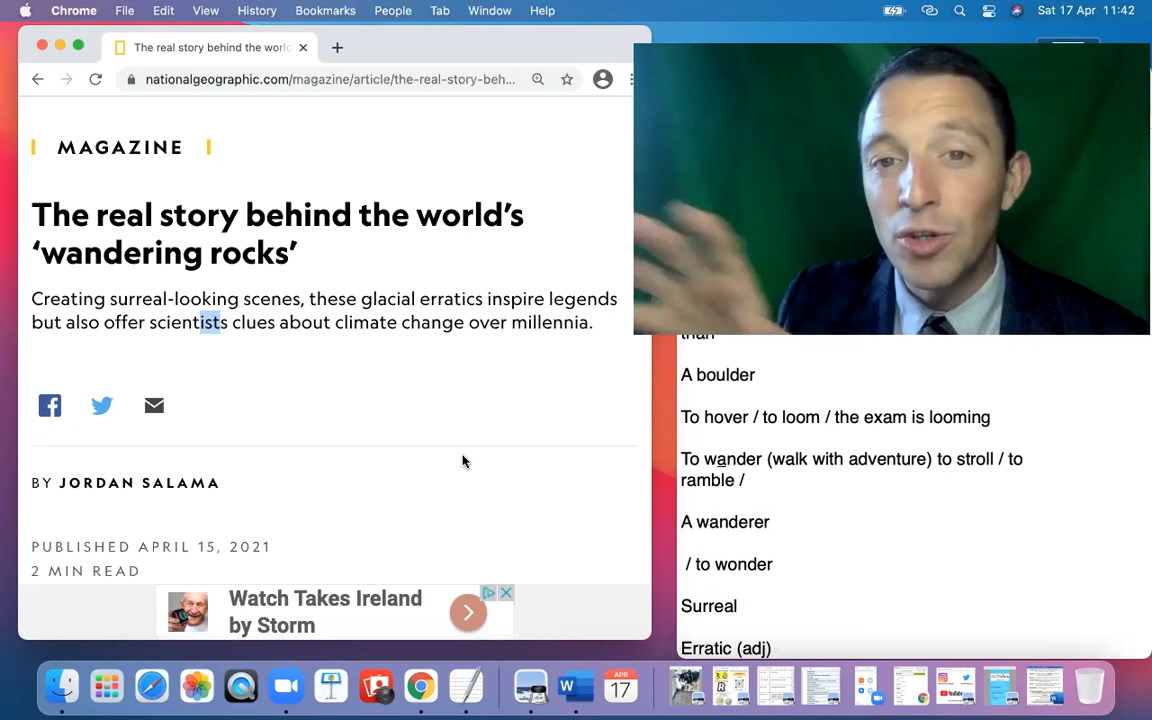 Chrome File Edit View History Bookmarks People Tab Window Help Sat 17 Apr 11:42
The real story behind the world
nationalgeographic.com/magazine/article/the-real-story-beh...
MAGAZINE
The real story behind the world's
'wandering rocks'
Creating surreal-looking scenes, these glacial erratics inspire legends
but also offer scientists clues about climate change over millennia.
BY JORDAN SALAMA
PUBLISHED APRIL 15, 2021
2 MIN READ
Watch Takes Ireland
by Storm
than
A boulder
To hover / to loom / the exam is looming
To wander (walk with adventure) to stroll / to
ramble /
A wanderer
/ to wonder
Surreal
Erratic (adj)
APR
17